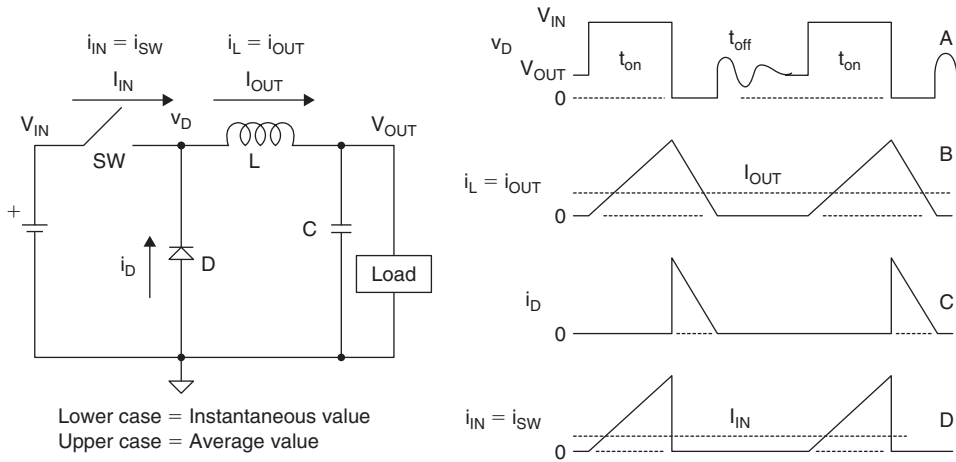 i_IN = i_SW
i_L = i_OUT
I_IN
I_OUT
V_IN
v_D
V_OUT
SW
L
+
i_D
D
C
Load
Lower case = Instantaneous value
Upper case = Average value
V_IN
v_D
V_OUT
0
t_on
t_off
t_on
A
i_L = i_OUT
0
I_OUT
B
i_D
0
C
i_IN = i_SW
0
I_IN
D